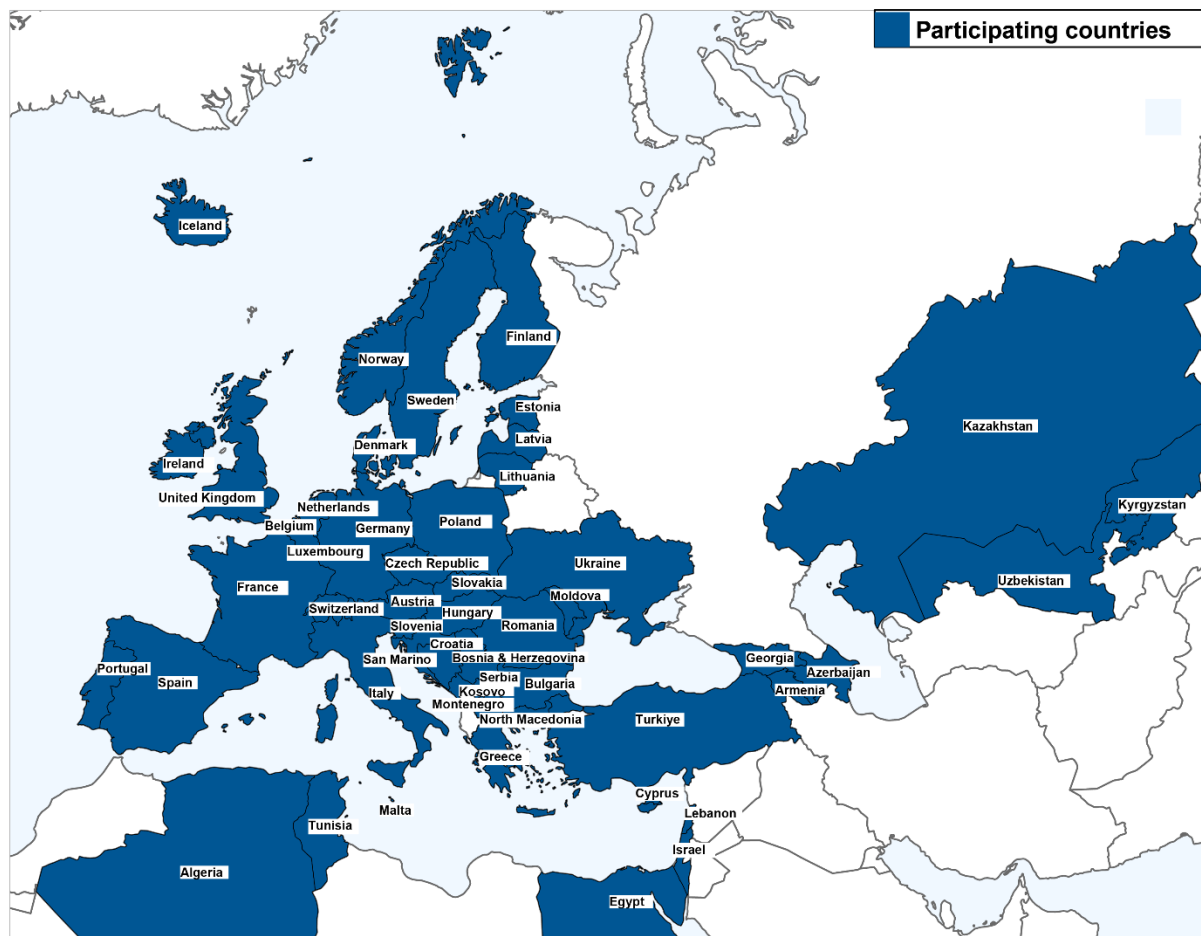 Participating countries
Iceland
Finland
Norway
Sweden
Estonia
Kazakhstan
Latvia
Denmark
Ireland
Lithuania
United Kingdom
Netherlands
Kyrgyzstan
Poland
Belgium
Germany
Luxembourg
Czech Republic
Ukraine
Slovakia
Uzbekistan
France
Moldova
Austria
Switzerland
Hungary
Slovenia
Romania
Croatia
San Marino
Bosnia & Herzegovina
Georgia
Portugal
Azerbaijan
Serbia
Spain
Bulgaria
Kosovo
Armenia
Italy
Montenegro
North Macedonia
Turkiye
Greece
Cyprus
Malta
Lebanon
Tunisia
Israel
Algeria
Egypt